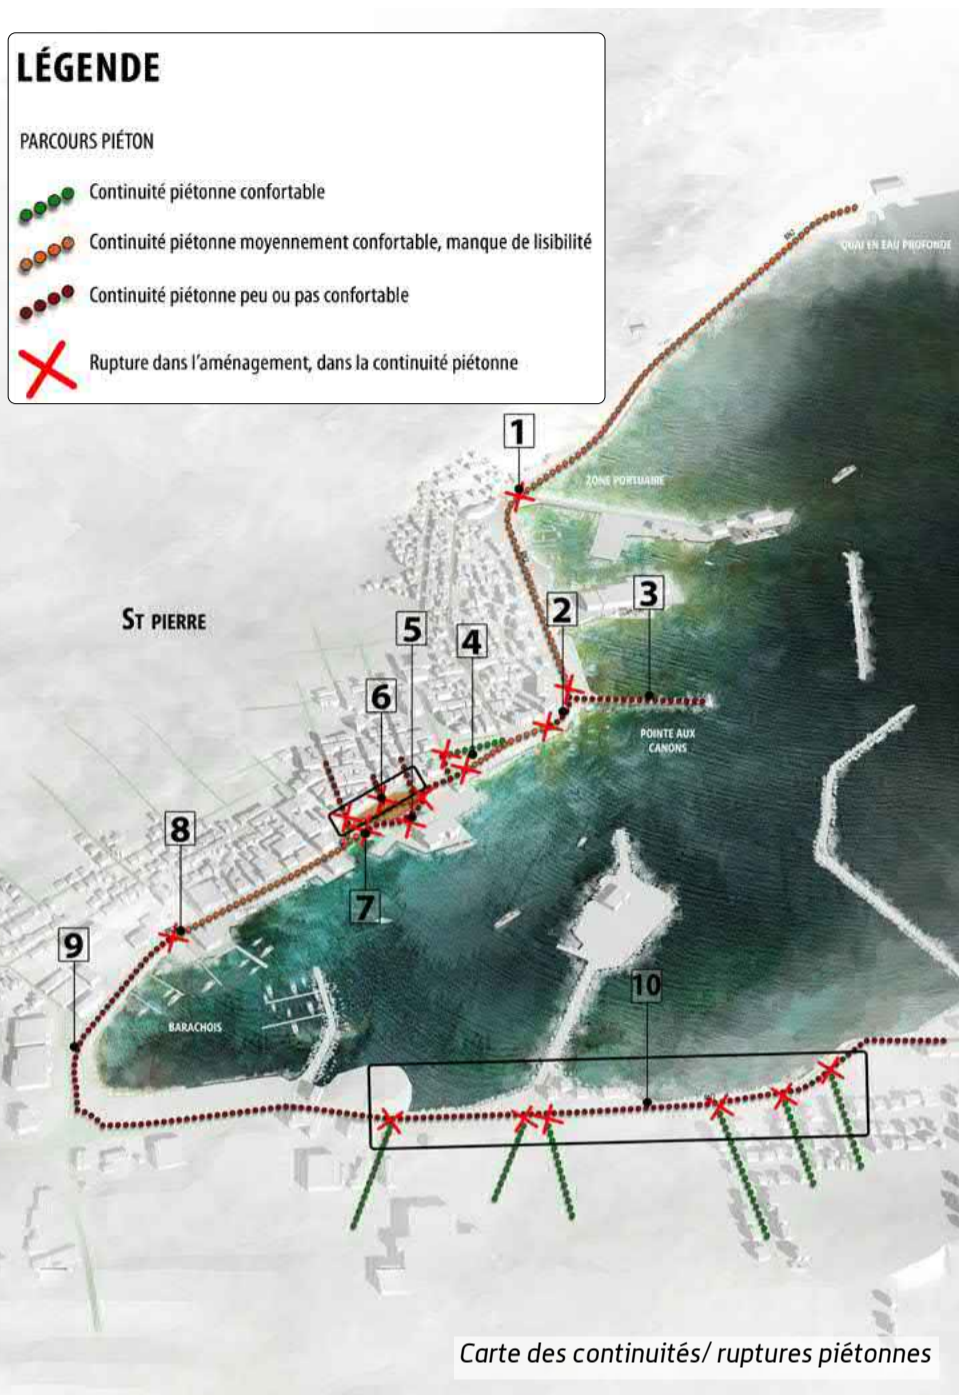 LÉGENDE
PARCOURS PIÉTON
Continuité piétonne confortable
Continuité piétonne moyennement confortable, manque de lisibilité
Continuité piétonne peu ou pas confortable
Rupture dans l'aménagement, dans la continuité piétonne
QUAI EN EAU PROFONDE
1
ZONE PORTUAIRE
2
3
ST PIERRE
5
4
6
POINTE AUX
CANONS
8
7
9
10
BARACHOIS
Carte des continuités/ ruptures piétonnes